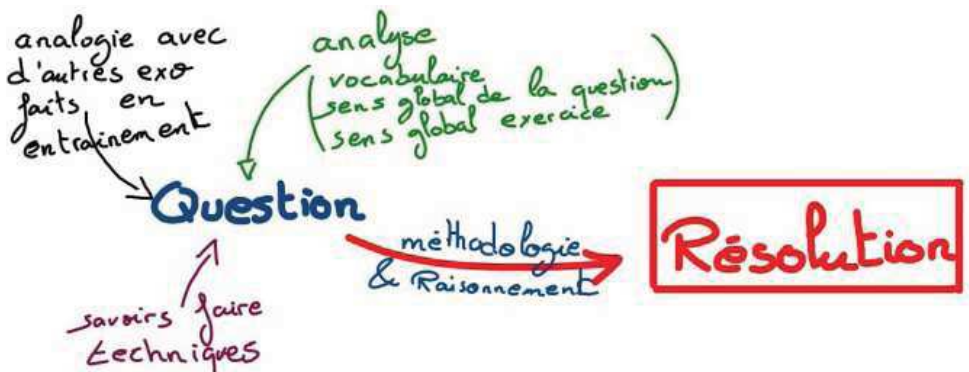 analogie avec
d'autres exo
faits en
entrainement
analyse
(vocabulaire
sens global de la question
sens global exercice)
Question
méthodologie
& Raisonnement
Résolution
savoirs faire
techniques